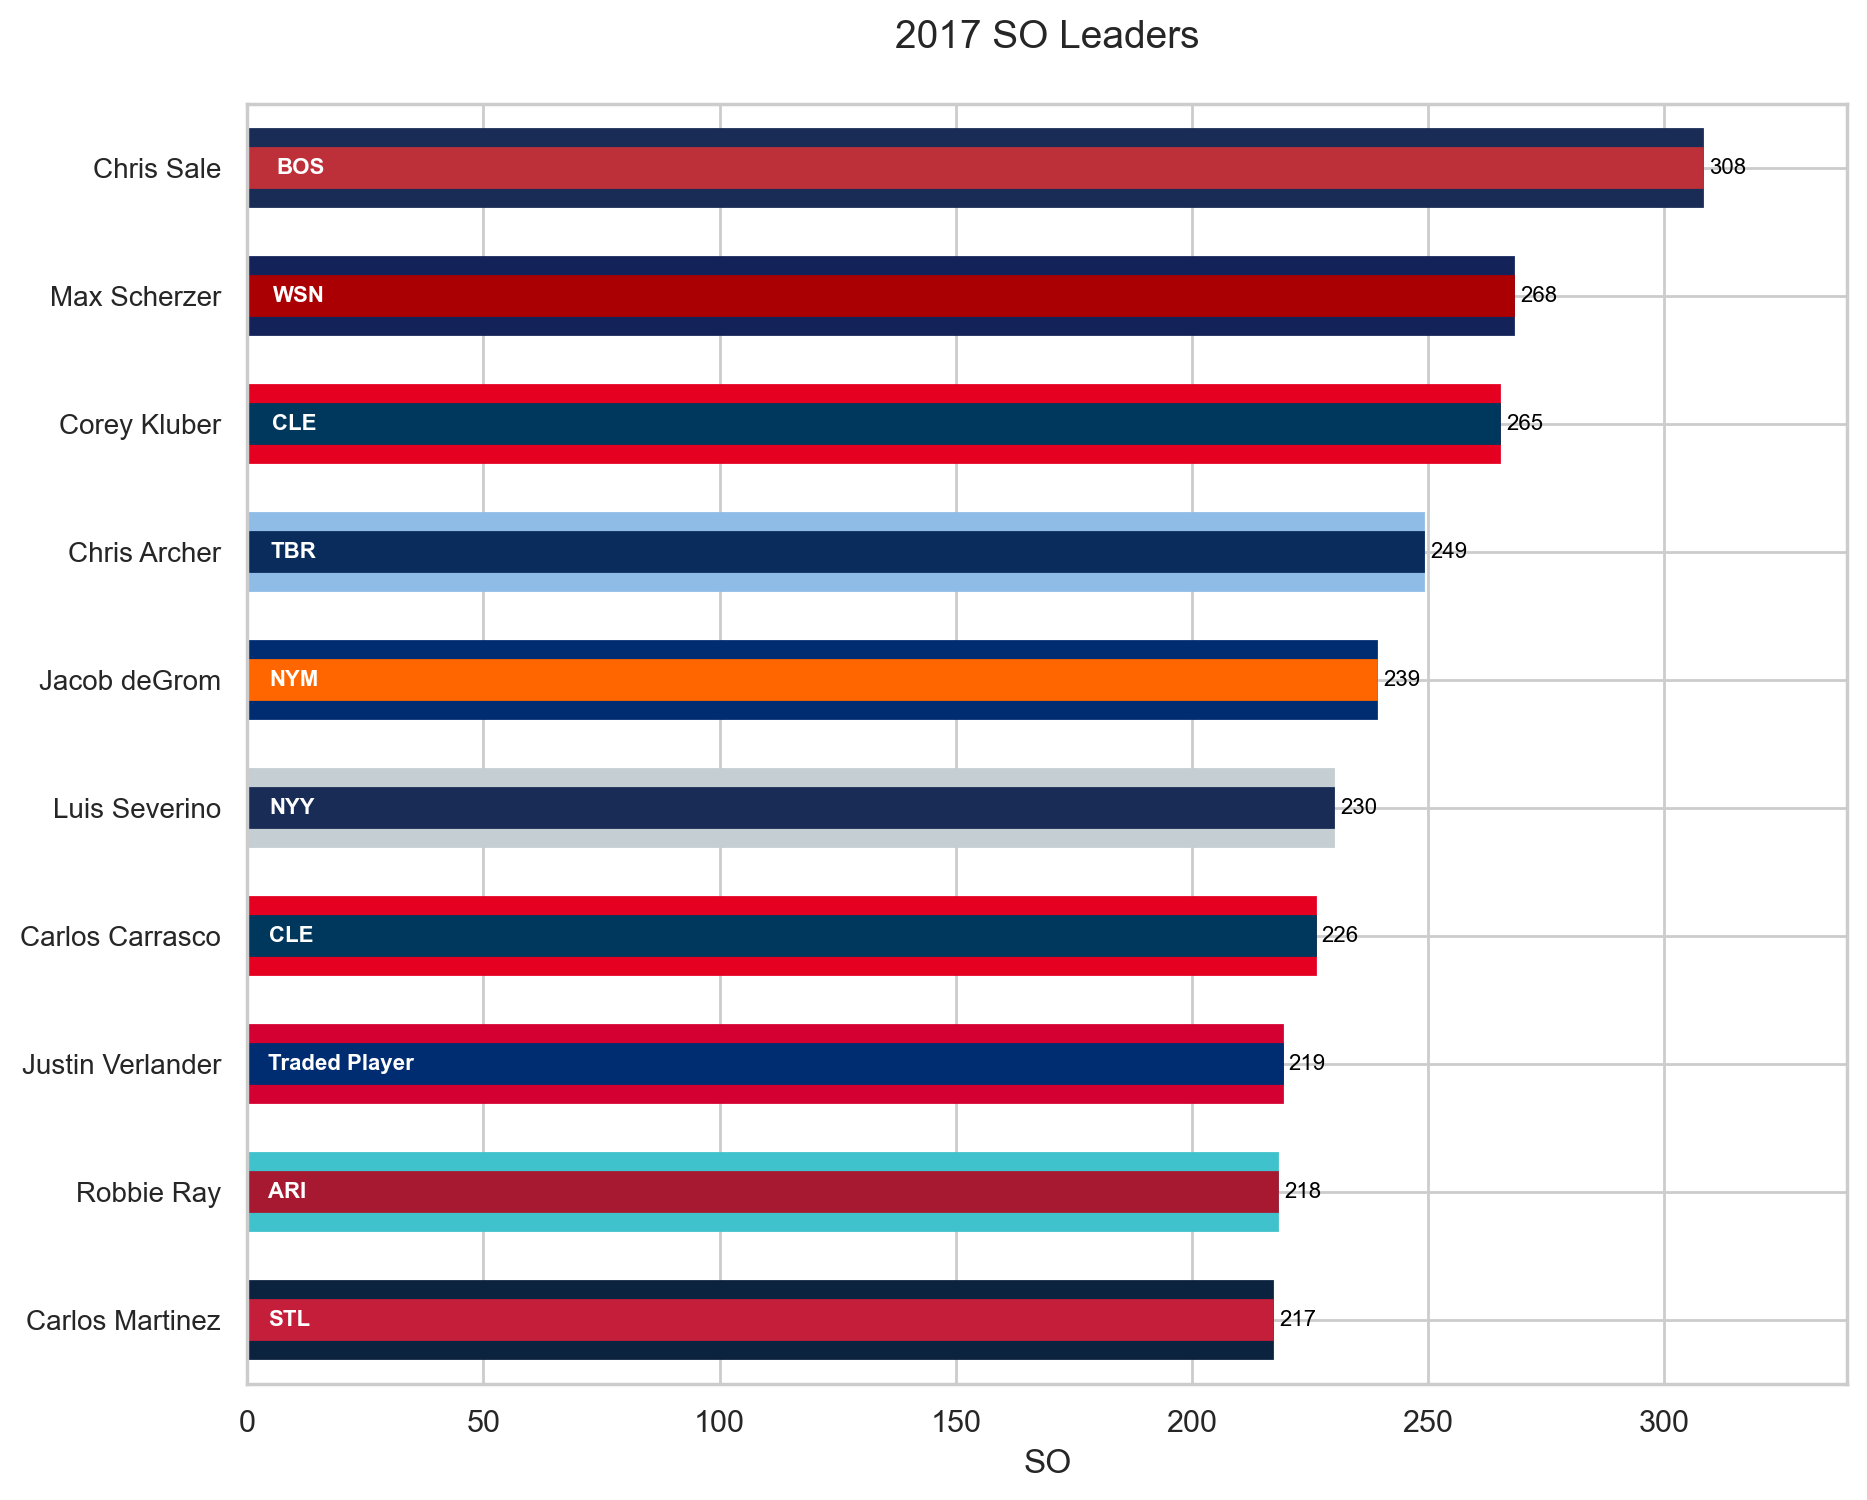 2017 SO Leaders
Chris Sale BOS 308
Max Scherzer WSN 268
Corey Kluber CLE 265
Chris Archer TBR 249
Jacob deGrom NYM 239
Luis Severino NYY 230
Carlos Carrasco CLE 226
Justin Verlander Traded Player 219
Robbie Ray ARI 218
Carlos Martinez STL 217
0 50 100 150 200 250 300
SO